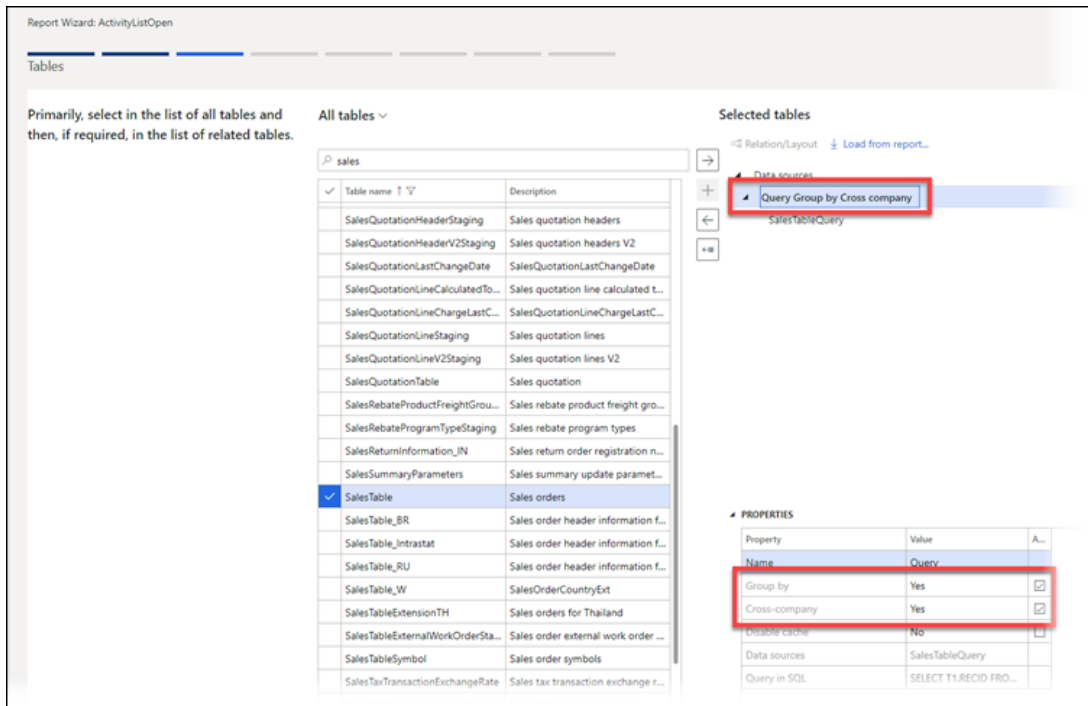 Report Wizard: ActivityListOpen
Tables
Primarily, select in the list of all tables and
then, if required, in the list of related tables.
All tables
sales
Table name
Description
SalesQuotationHeaderStaging Sales quotation headers
SalesQuotationHeaderV2Staging Sales quotation headers V2
SalesQuotationLastChangeDate SalesQuotationLastChangeDate
SalesQuotationLineCalculatedTo... Sales quotation line calculated t...
SalesQuotationLineChargeLastC... SalesQuotationLineChargeLastC...
SalesQuotationLineStaging Sales quotation lines
SalesQuotationLineV2Staging Sales quotation lines V2
SalesQuotationTable Sales quotation
SalesRebateProductFreightGrou... Sales rebate product freight gro...
SalesRebateProgramTypeStaging Sales rebate program types
SalesReturnInformation_IN Sales return order registration n...
SalesSummaryParameters Sales summary update paramet...
SalesTable Sales orders
SalesTable_BR Sales order header information f...
SalesTable_Intrastat Sales order header information f...
SalesTable_RU Sales order header information f...
SalesTable_W SalesOrderCountryExt
SalesTableExtensionTH Sales orders for Thailand
SalesTableExternalWorkOrderSta... Sales order external work order ...
SalesTableSymbol Sales order symbols
SalesTaxTransactionExchangeRate Sales tax transaction exchange r...
Selected tables
Relation/Layout Load from report...
Data sources
Query Group by Cross company
SalesTableQuery
PROPERTIES
Property Value A...
Name Query
Group by Yes
Cross-company Yes
Disable cache No
Data sources SalesTableQuery
Query in SQL SELECT T1.RECID FRO...